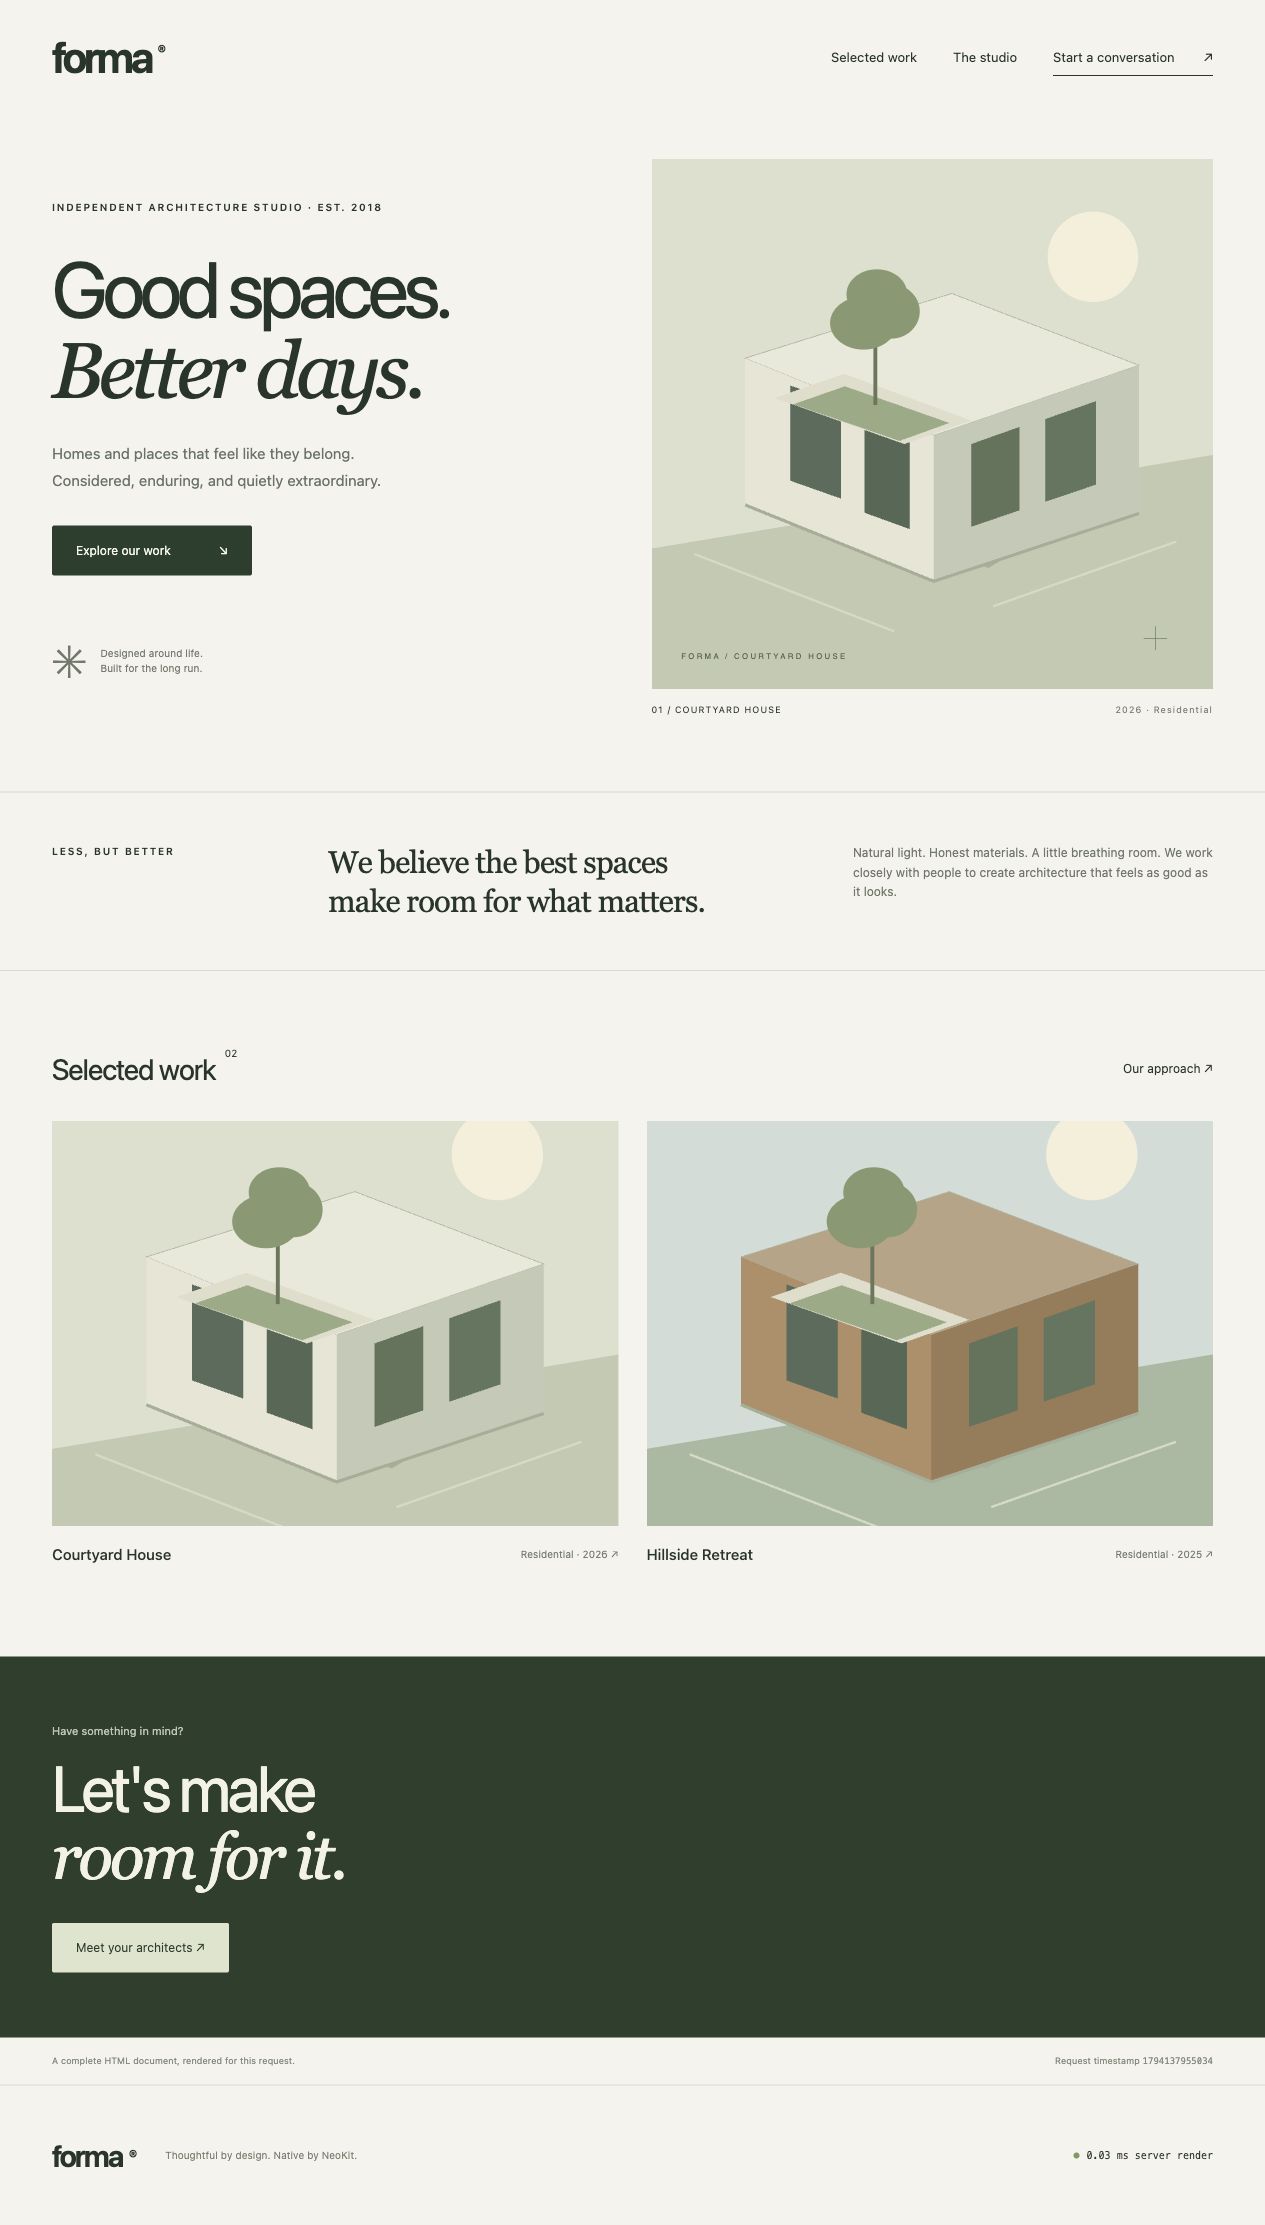 forma ®
Selected work
The studio
Start a conversation ↗
INDEPENDENT ARCHITECTURE STUDIO · EST. 2018
Good spaces.
Better days.
Homes and places that feel like they belong.
Considered, enduring, and quietly extraordinary.
Explore our work ↘
Designed around life.
Built for the long run.
FORMA / COURTYARD HOUSE
01 / COURTYARD HOUSE
2026 · Residential
LESS, BUT BETTER
We believe the best spaces
make room for what matters.
Natural light. Honest materials. A little breathing room. We work
closely with people to create architecture that feels as good as
it looks.
Selected work 02
Our approach ↗
Courtyard House
Residential · 2026 ↗
Hillside Retreat
Residential · 2025 ↗
Have something in mind?
Let's make
room for it.
Meet your architects ↗
A complete HTML document, rendered for this request.
Request timestamp 1794137955034
forma ®
Thoughtful by design. Native by NeoKit.
0.03 ms server render